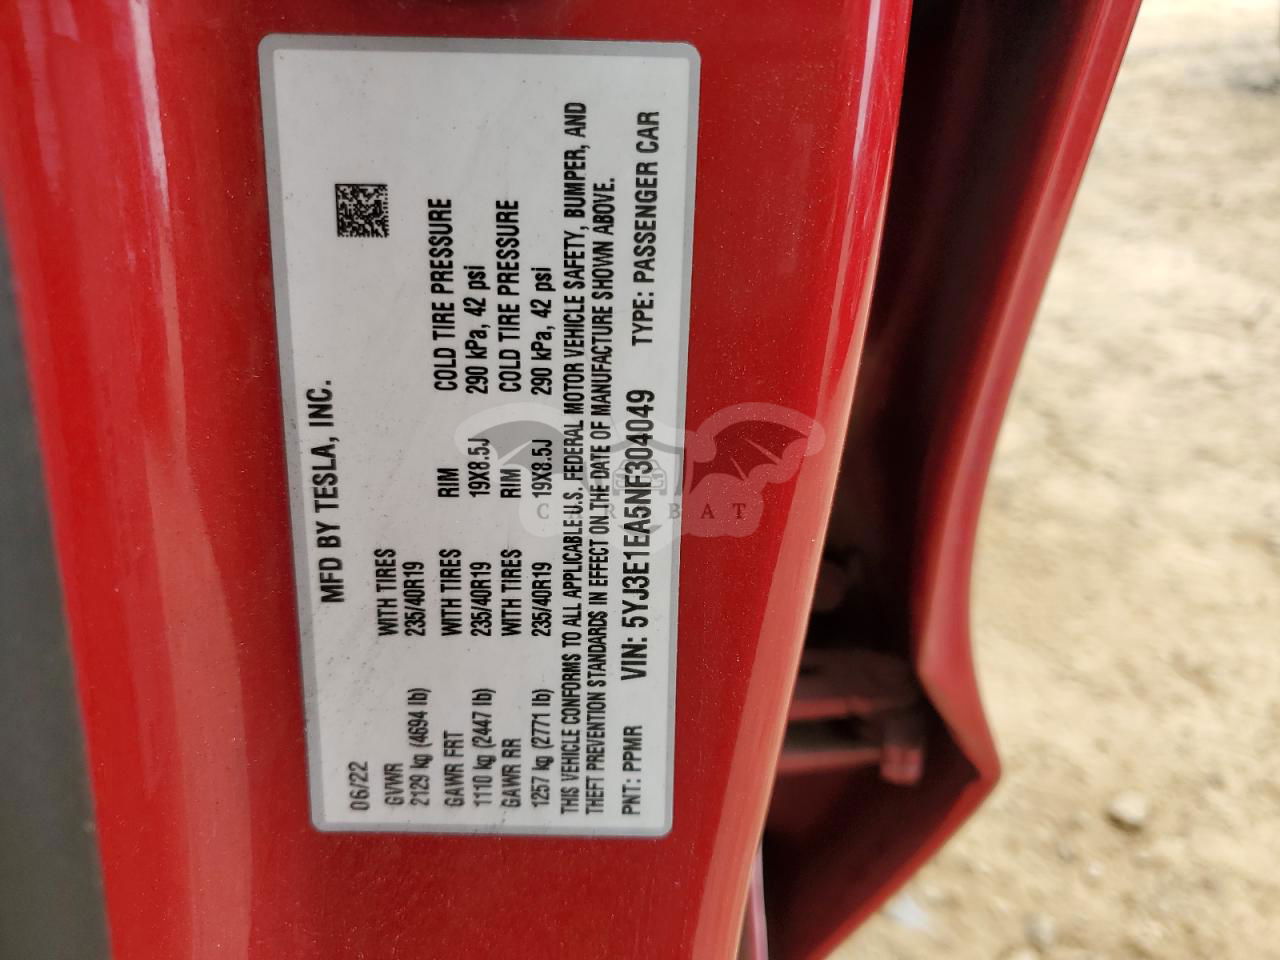 MFD BY TESLA, INC.
06/22
GVWR WITH TIRES
2129 kg (4694 lb) 235/40R19
GAWR FRT WITH TIRES RIM COLD TIRE PRESSURE
1110 kg (2447 lb) 235/40R19 19X8.5J 290 kPa, 42 psi
GAWR RR WITH TIRES RIM COLD TIRE PRESSURE
1257 kg (2771 lb) 235/40R19 19X8.5J 290 kPa, 42 psi
THIS VEHICLE CONFORMS TO ALL APPLICABLE U.S. FEDERAL MOTOR VEHICLE SAFETY, BUMPER, AND
THEFT PREVENTION STANDARDS IN EFFECT ON THE DATE OF MANUFACTURE SHOWN ABOVE.
PNT: PPMR VIN: 5YJ3E1EA5NF304049 TYPE: PASSENGER CAR
CARBAT